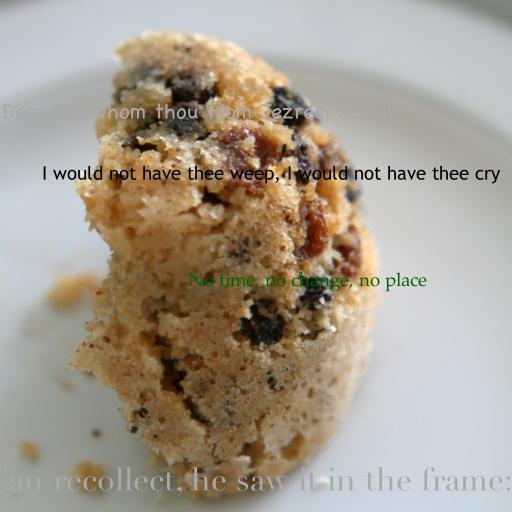 whom thou from Jezreel
I would not have thee weep, I would not have thee cry
No time, no change, no place
recollect, he saw it in the frame: